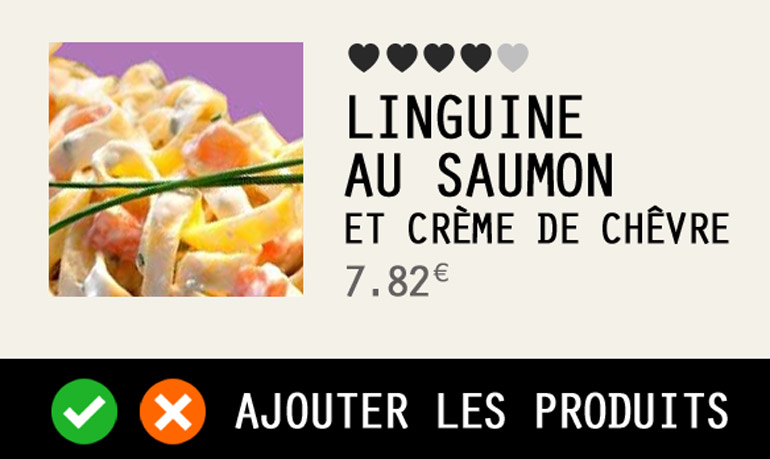 LINGUINE
AU SAUMON
ET CRÈME DE CHÊVRE
7.82€
AJOUTER LES PRODUITS